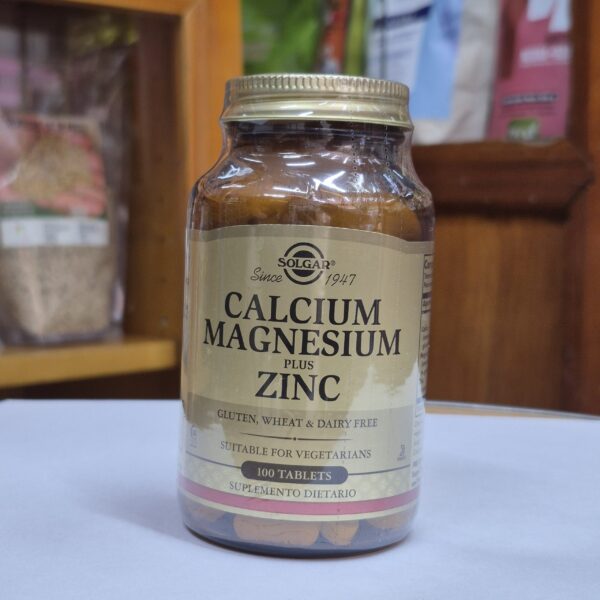 SOLGAR®
Since 1947
CALCIUM
MAGNESIUM
PLUS
ZINC
GLUTEN, WHEAT & DAIRY FREE
SUITABLE FOR VEGETARIANS
100 TABLETS
SUPLEMENTO DIETARIO